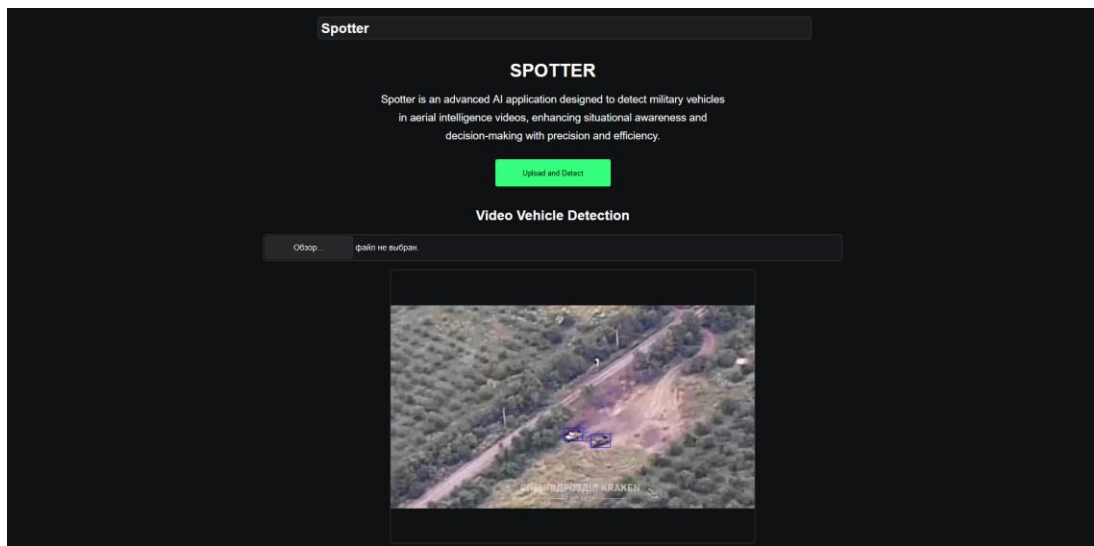 Spotter
SPOTTER
Spotter is an advanced AI application designed to detect military vehicles
in aerial intelligence videos, enhancing situational awareness and
decision-making with precision and efficiency.
Upload and Detect
Video Vehicle Detection
Обзор... файл не выбран.
СПЕЦПІДРОЗДІЛ KRAKEN